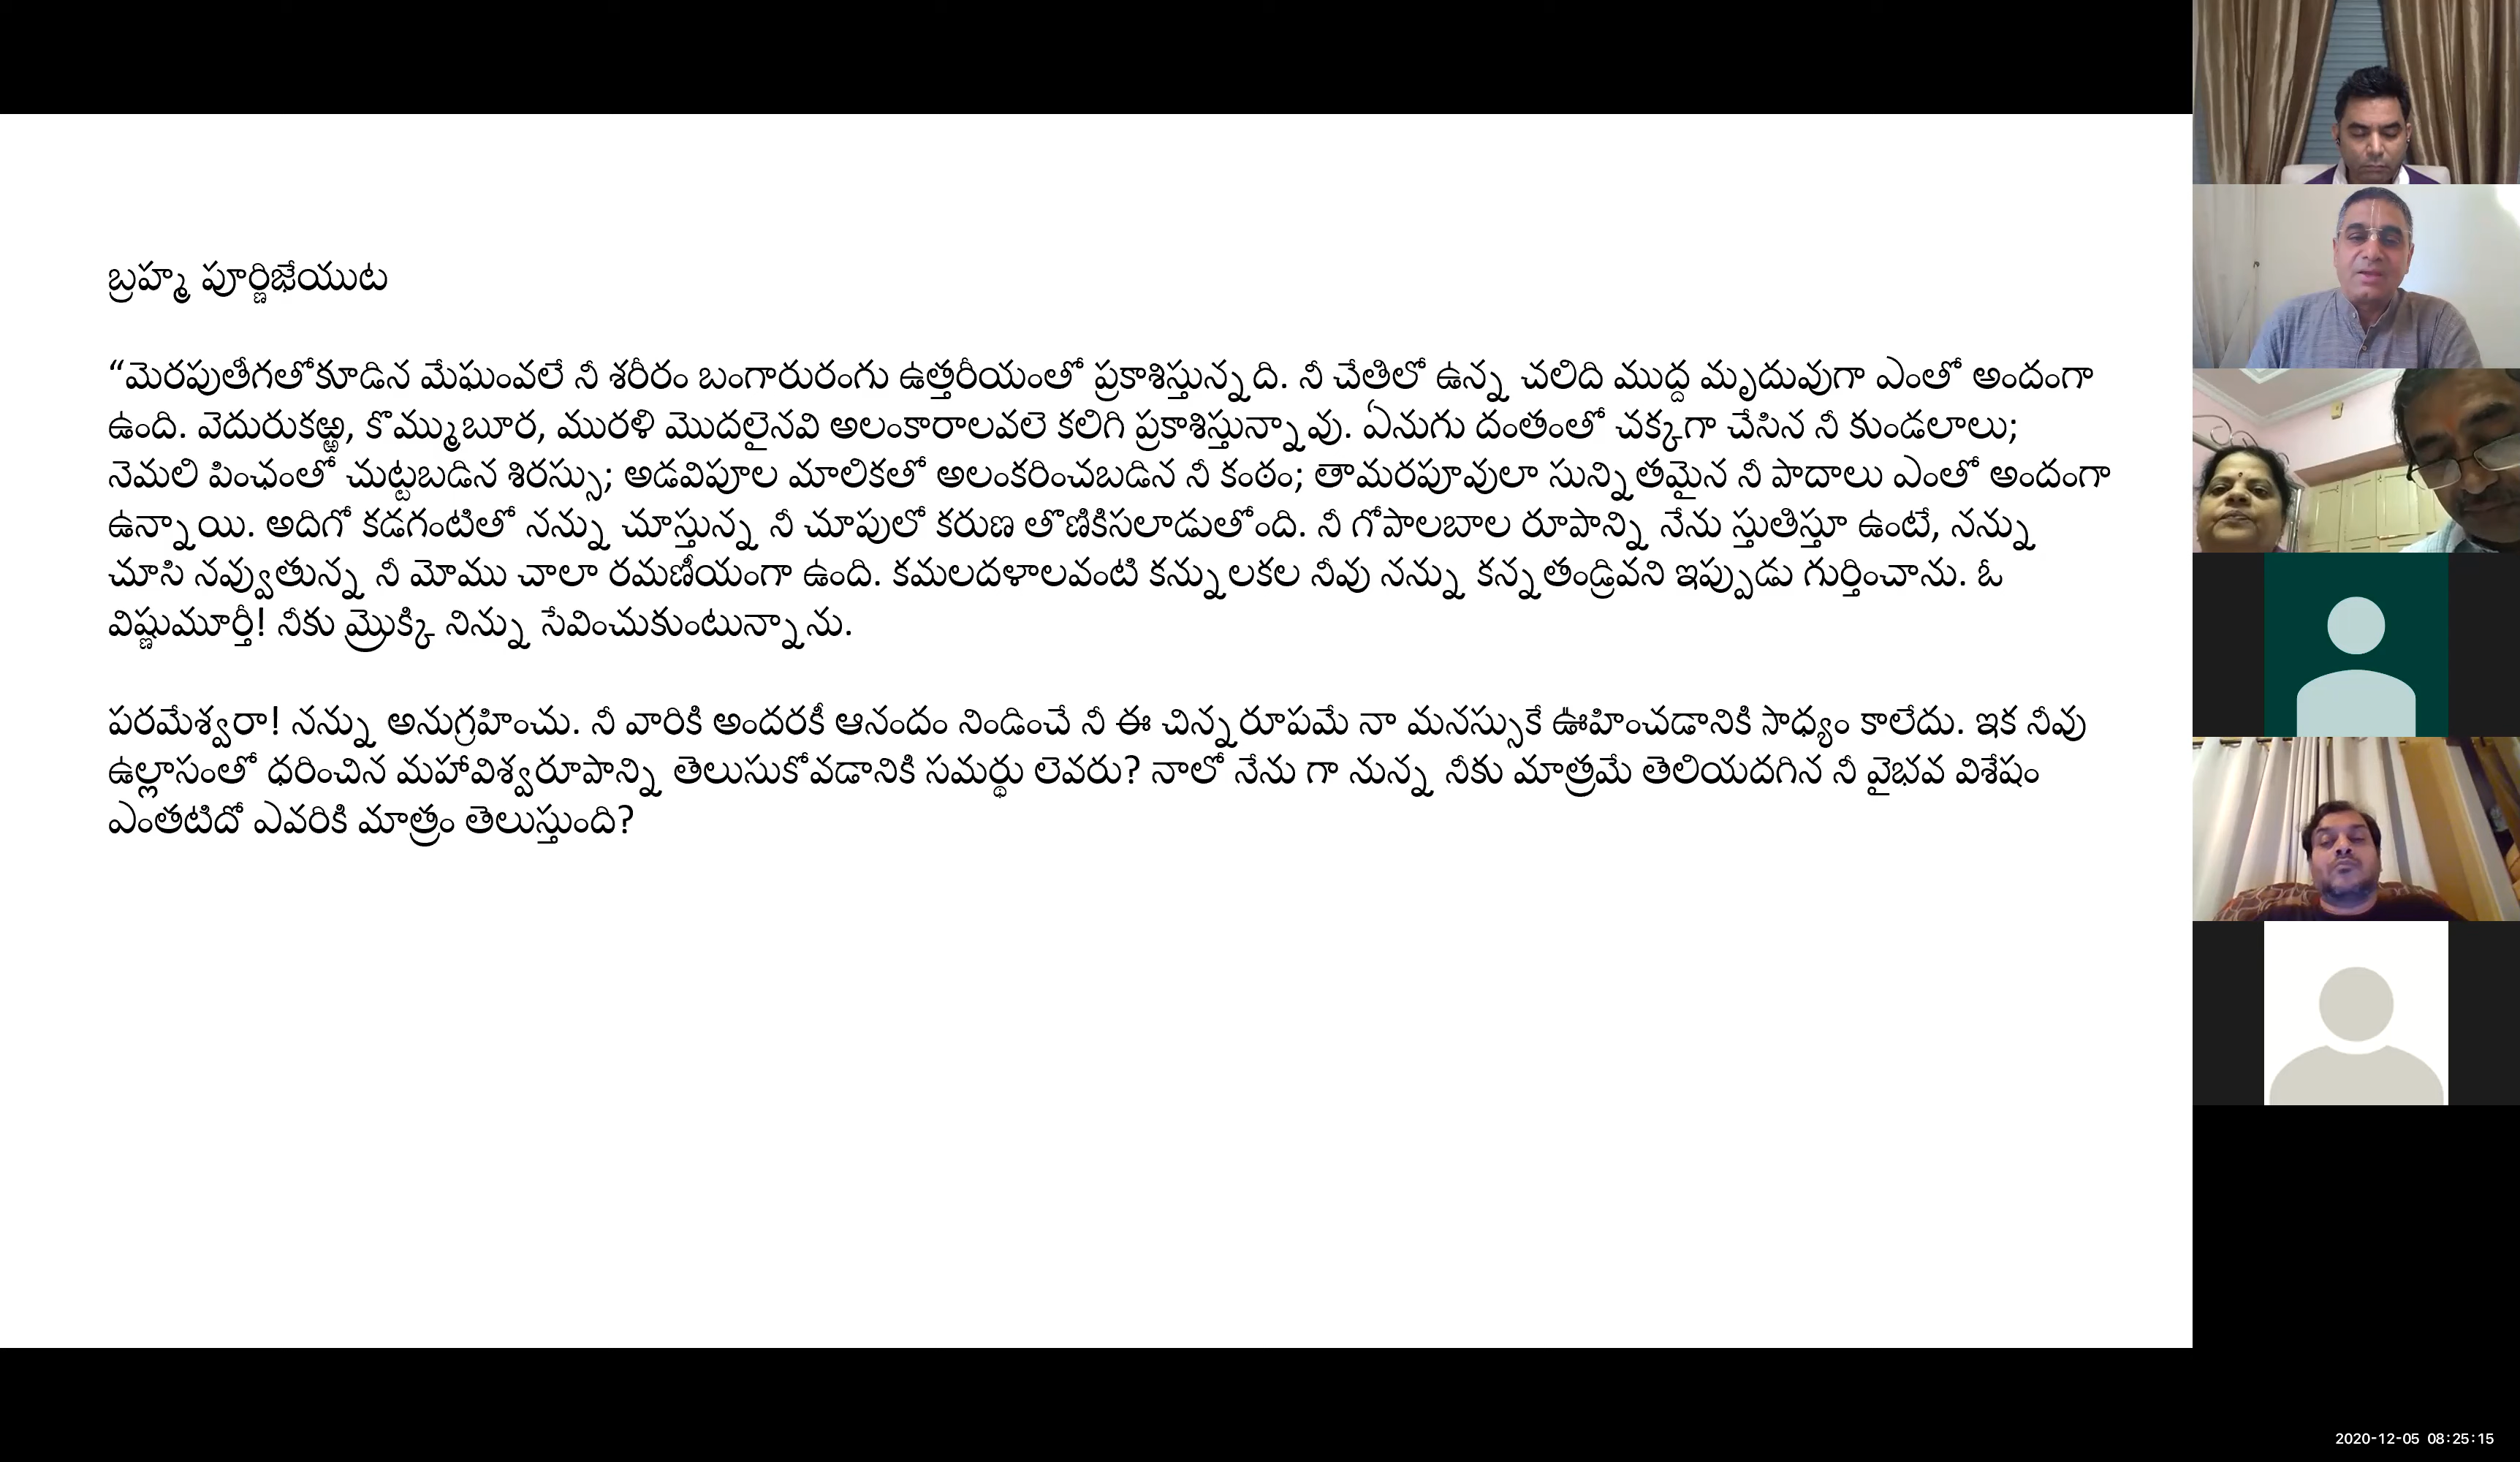 బ్రహ్మ పూర్ణిజేయుట
“మెరపుతీగతోకూడిన మేఘంవలే నీ శరీరం బంగారురంగు ఉత్తరీయంతో ప్రకాశిస్తున్నది. నీ చేతిలో ఉన్న చలిది ముద్ద మృదువుగా ఎంతో అందంగా
ఉంది. వెదురుకఱ్ఱ, కొమ్ముబూర, మురళి మొదలైనవి అలంకారాలవలె కలిగి ప్రకాశిస్తున్నావు. ఏనుగు దంతంతో చక్కగా చేసిన నీ కుండలాలు;
నెమలి పింఛంతో చుట్టబడిన శిరస్సు; అడవిపూల మాలికతో అలంకరించబడిన నీ కంఠం; తామరపూవులా సున్నితమైన నీ పాదాలు ఎంతో అందంగా
ఉన్నాయి. అదిగో కడగంటితో నన్ను చూస్తున్న నీ చూపులో కరుణ తొణికిసలాడుతోంది. నీ గోపాలబాల రూపాన్ని నేను స్తుతిస్తూ ఉంటే, నన్ను
చూసి నవ్వుతున్న నీ మోము చాలా రమణీయంగా ఉంది. కమలదళాలవంటి కన్నులకల నీవు నన్ను కన్నతండ్రివని ఇప్పుడు గుర్తించాను. ఓ
విష్ణుమూర్తీ! నీకు మ్రొక్కి నిన్ను సేవించుకుంటున్నాను.
పరమేశ్వరా! నన్ను అనుగ్రహించు. నీ వారికి అందరకీ ఆనందం నిండించే నీ ఈ చిన్నరూపమే నా మనస్సుకే ఊహించడానికి సాధ్యం కాలేదు. ఇక నీవు
ఉల్లాసంతో ధరించిన మహావిశ్వరూపాన్ని తెలుసుకోవడానికి సమర్థు లెవరు? నాలో నేను గా నున్న నీకు మాత్రమే తెలియదగిన నీ వైభవ విశేషం
ఎంతటిదో ఎవరికి మాత్రం తెలుస్తుంది?
2020-12-05 08:25:15